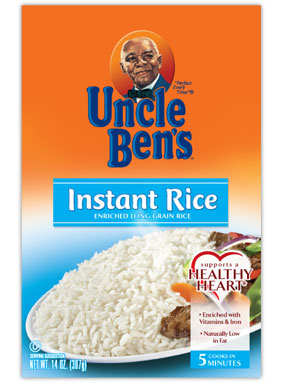 "Perfect
Every
Time"®
Uncle
Ben's®
Instant Rice
ENRICHED LONG GRAIN RICE
supports a
HEALTHY
HEART
• Enriched with
Vitamins & Iron
• Naturally Low
in Fat
SERVING SUGGESTION
NET WT. 14 OZ. (397g)
5 COOKS IN
MINUTES